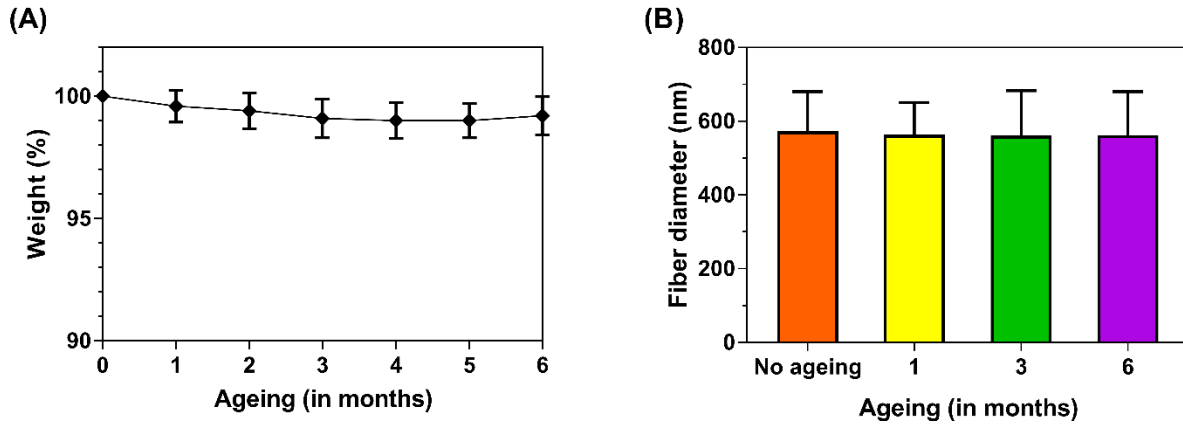 (A)
100
95
90
Weight (%)
0 1 2 3 4 5 6
Ageing (in months)
(B)
800
600
400
200
0
Fiber diameter (nm)
No ageing 1 3 6
Ageing (in months)